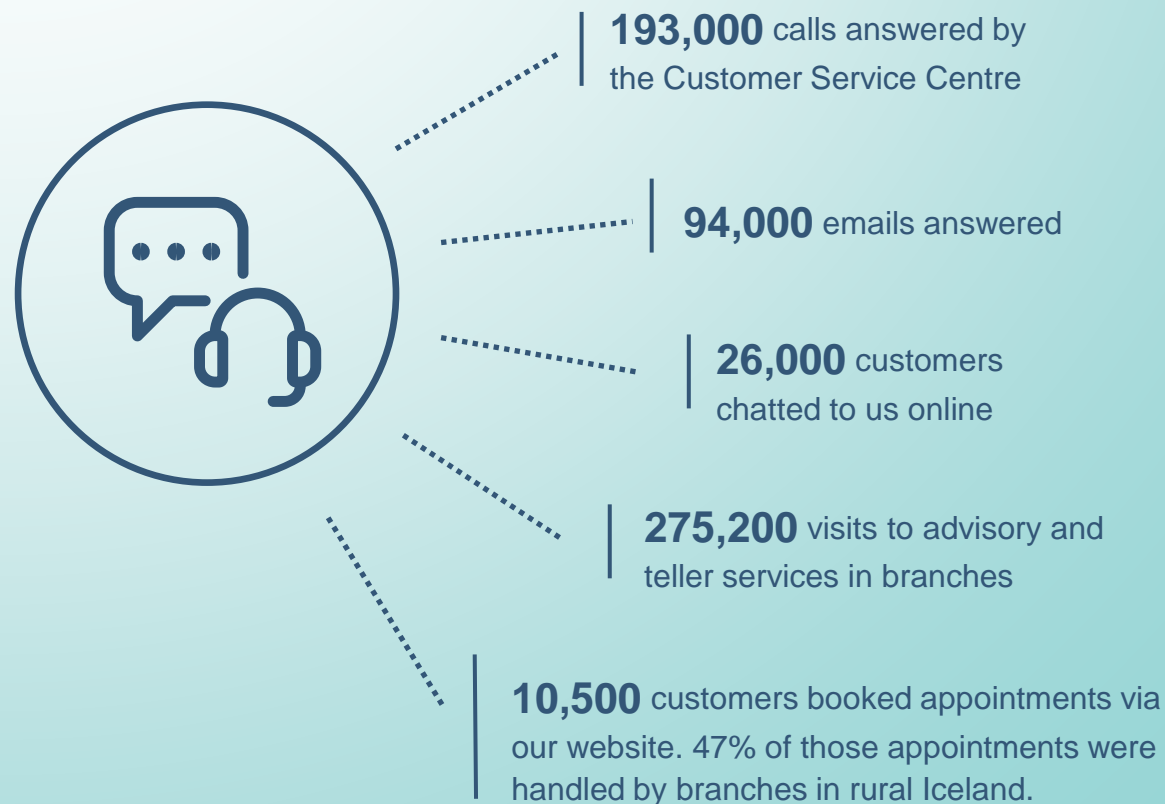 193,000 calls answered by
the Customer Service Centre
94,000 emails answered
26,000 customers
chatted to us online
275,200 visits to advisory and
teller services in branches
10,500 customers booked appointments via
our website. 47% of those appointments were
handled by branches in rural Iceland.